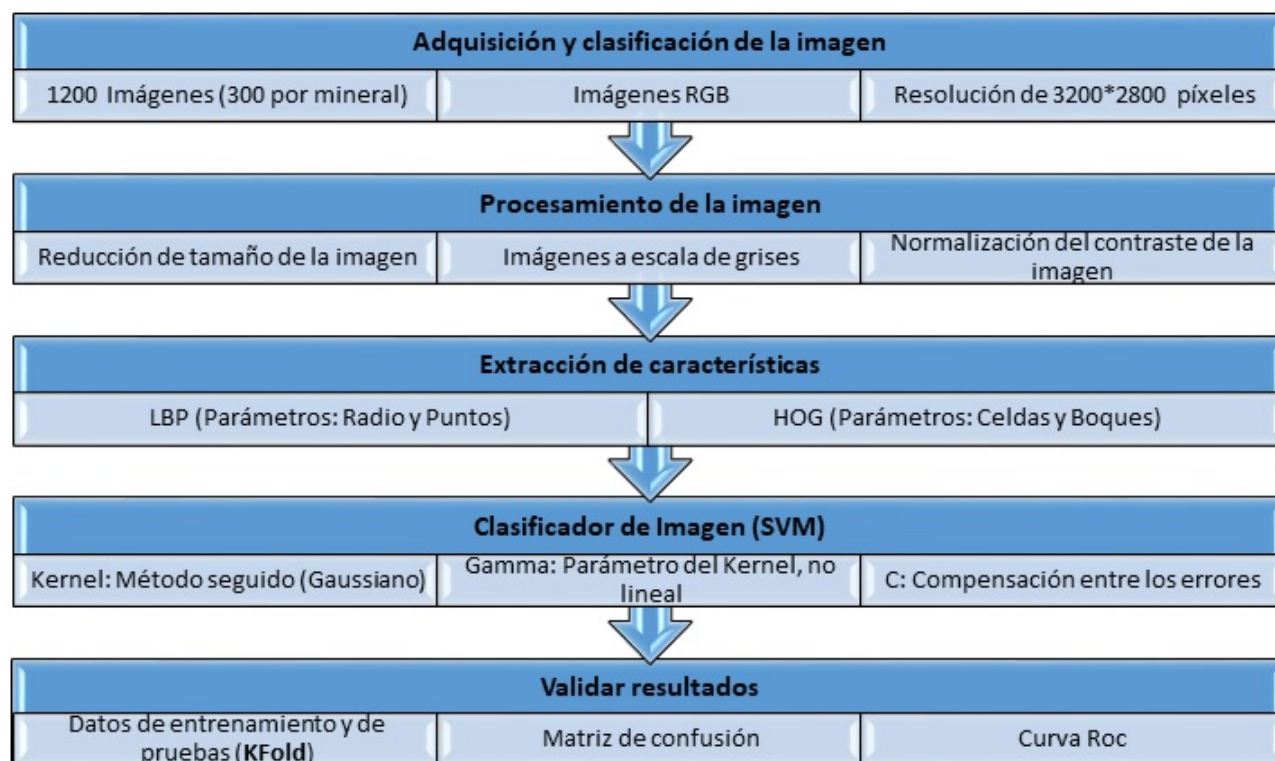 Adquisición y clasificación de la imagen
1200 Imágenes (300 por mineral)
Imágenes RGB
Resolución de 3200*2800 píxeles
Procesamiento de la imagen
Reducción de tamaño de la imagen
Imágenes a escala de grises
Normalización del contraste de la
imagen
Extracción de características
LBP (Parámetros: Radio y Puntos)
HOG (Parámetros: Celdas y Boques)
Clasificador de Imagen (SVM)
Kernel: Método seguido (Gaussiano)
Gamma: Parámetro del Kernel, no
lineal
C: Compensación entre los errores
Validar resultados
Datos de entrenamiento y de
pruebas (KFold)
Matriz de confusión
Curva Roc